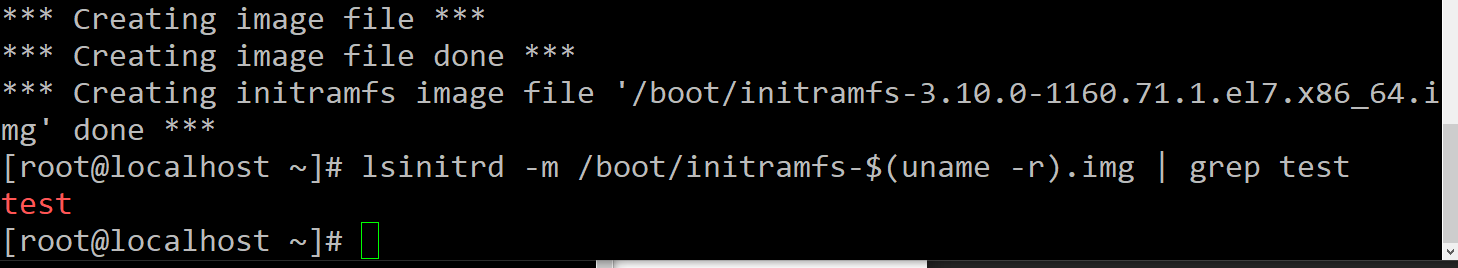 *** Creating image file ***
*** Creating image file done ***
*** Creating initramfs image file '/boot/initramfs-3.10.0-1160.71.1.el7.x86_64.i
mg' done ***
[root@localhost ~]# lsinitrd -m /boot/initramfs-$(uname -r).img | grep test
test
[root@localhost ~]#